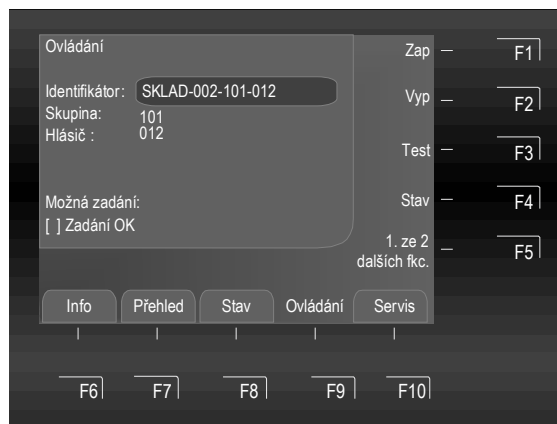 Ovládání
Identifikátor: SKLAD-002-101-012
Skupina: 101
Hlásič : 012
Možná zadání:
[ ] Zadání OK
Zap F1
Vyp F2
Test F3
Stav F4
1. ze 2
dalších fkc. F5
Info Přehled Stav Ovládání Servis
F6 F7 F8 F9 F10